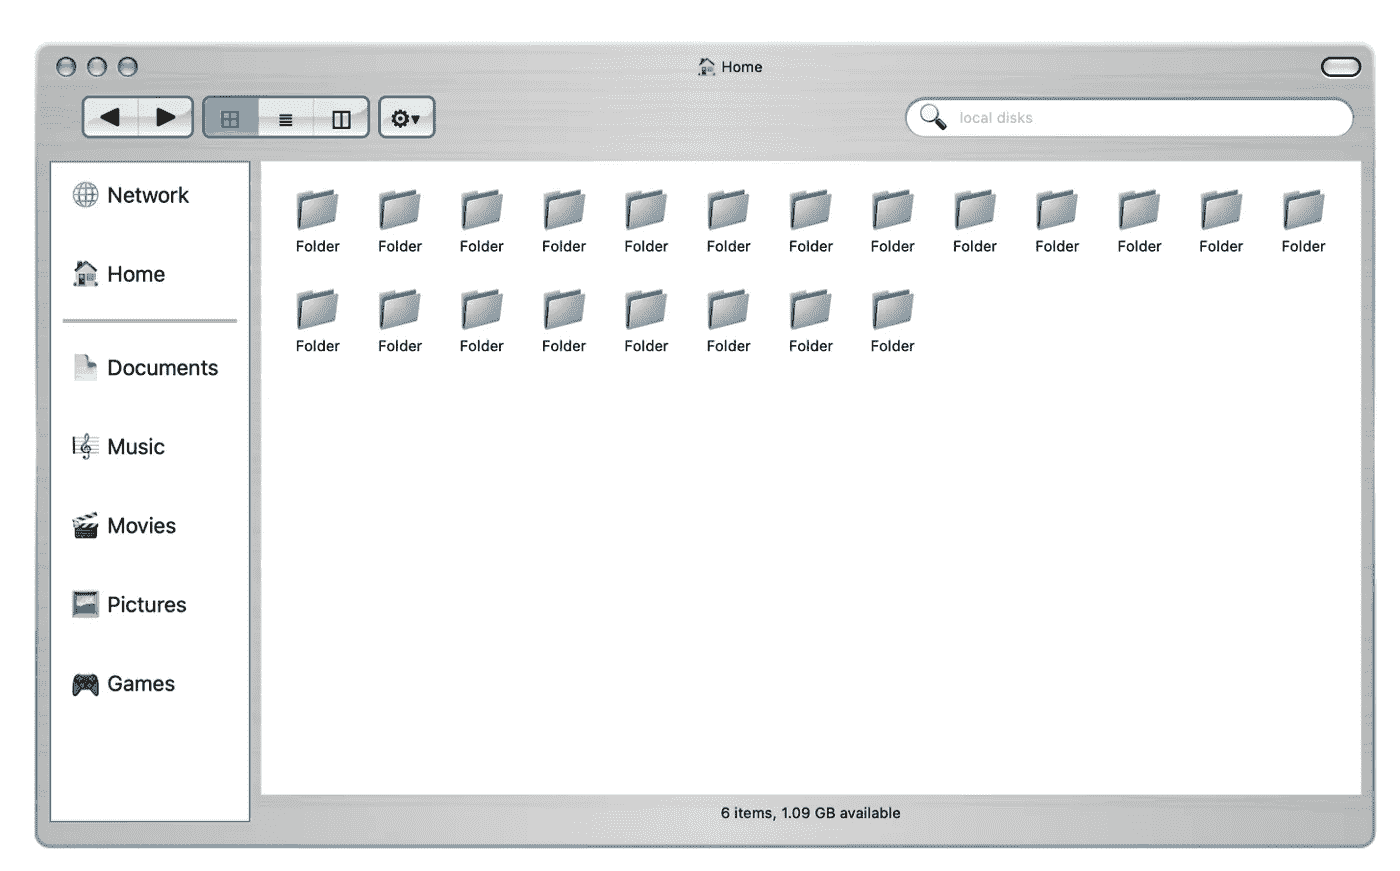 Home
local disks
Network
Home
Documents
Music
Movies
Pictures
Games
Folder Folder Folder Folder Folder Folder Folder Folder Folder Folder Folder Folder Folder
Folder Folder Folder Folder Folder Folder Folder Folder
6 items, 1.09 GB available